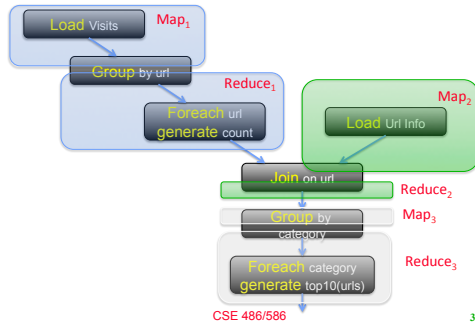 Load Visits
Map1
Group by url
Reduce1
Foreach url
generate count
Map2
Load Url Info
Join on url
Reduce2
Group by
category
Map3
Foreach category
generate top10(urls)
Reduce3
CSE 486/586
3